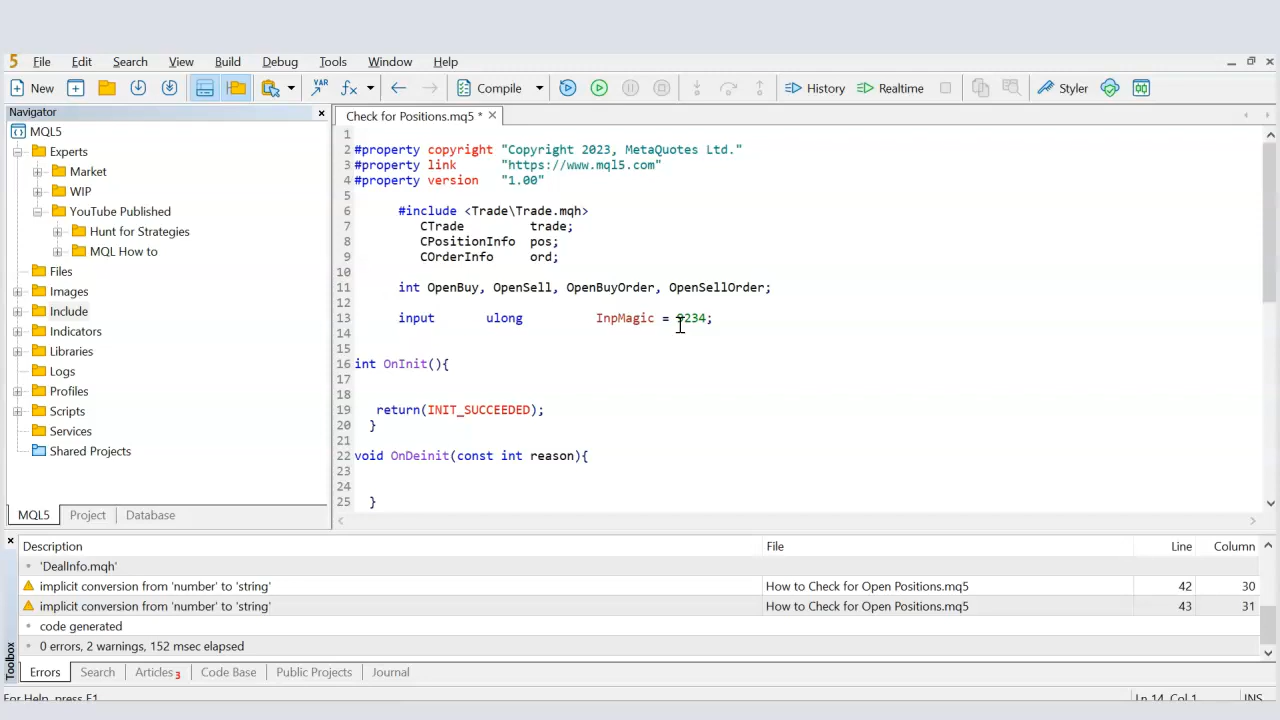 5 File Edit View Search Build Debug Tools Window Help
New VAR fx Compile History Realtime Styler
Navigator
MQL5
Experts
Market
WIP
YouTube Published
Hunt for Strategies
MQL How to
Files
Images
Include
Indicators
Libraries
Logs
Profiles
Scripts
Services
Shared Projects
MQL5 Project Database
Check for Positions.mq5 *
1
2 #property copyright "Copyright 2023, MetaQuotes Ltd."
3 #property link "https://www.mql5.com"
4 #property version "1.00"
5
6 #include <Trade\Trade.mqh>
7 CTrade trade;
8 CPositionInfo pos;
9 COrderInfo ord;
10
11 int OpenBuy, OpenSell, OpenBuyOrder, OpenSellOrder;
12
13 input ulong InpMagic = 234;
14
15
16 int OnInit(){
17
18
19 return(INIT_SUCCEEDED);
20 }
21
22 void OnDeinit(const int reason){
23
24
25 }
Description File Line Column
'DealInfo.mqh'
implicit conversion from 'number' to 'string' How to Check for Open Positions.mq5 42 30
implicit conversion from 'number' to 'string' How to Check for Open Positions.mq5 43 31
code generated
0 errors, 2 warnings, 152 msec elapsed
Toolbox
Errors Search Articles 3 Code Base Public Projects Journal
For Help, press F1 Ln 14, Col 1 INS